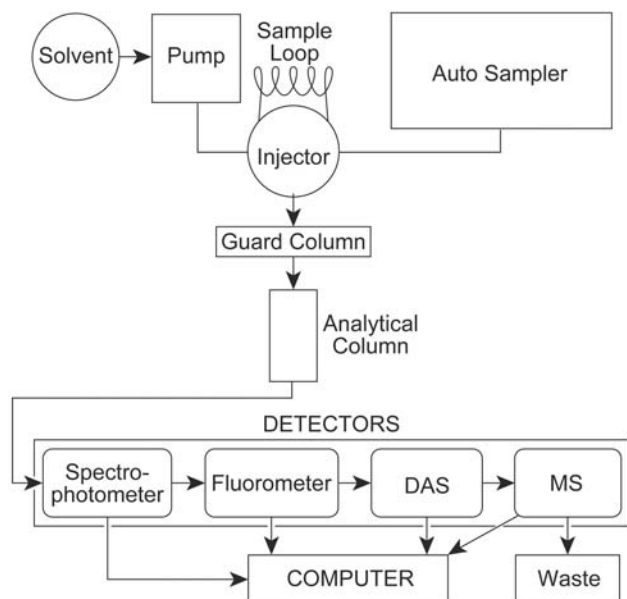 Solvent
Pump
Sample
Loop
Auto Sampler
Injector
Guard Column
Analytical
Column
DETECTORS
Spectro-
photometer
Fluorometer
DAS
MS
COMPUTER
Waste